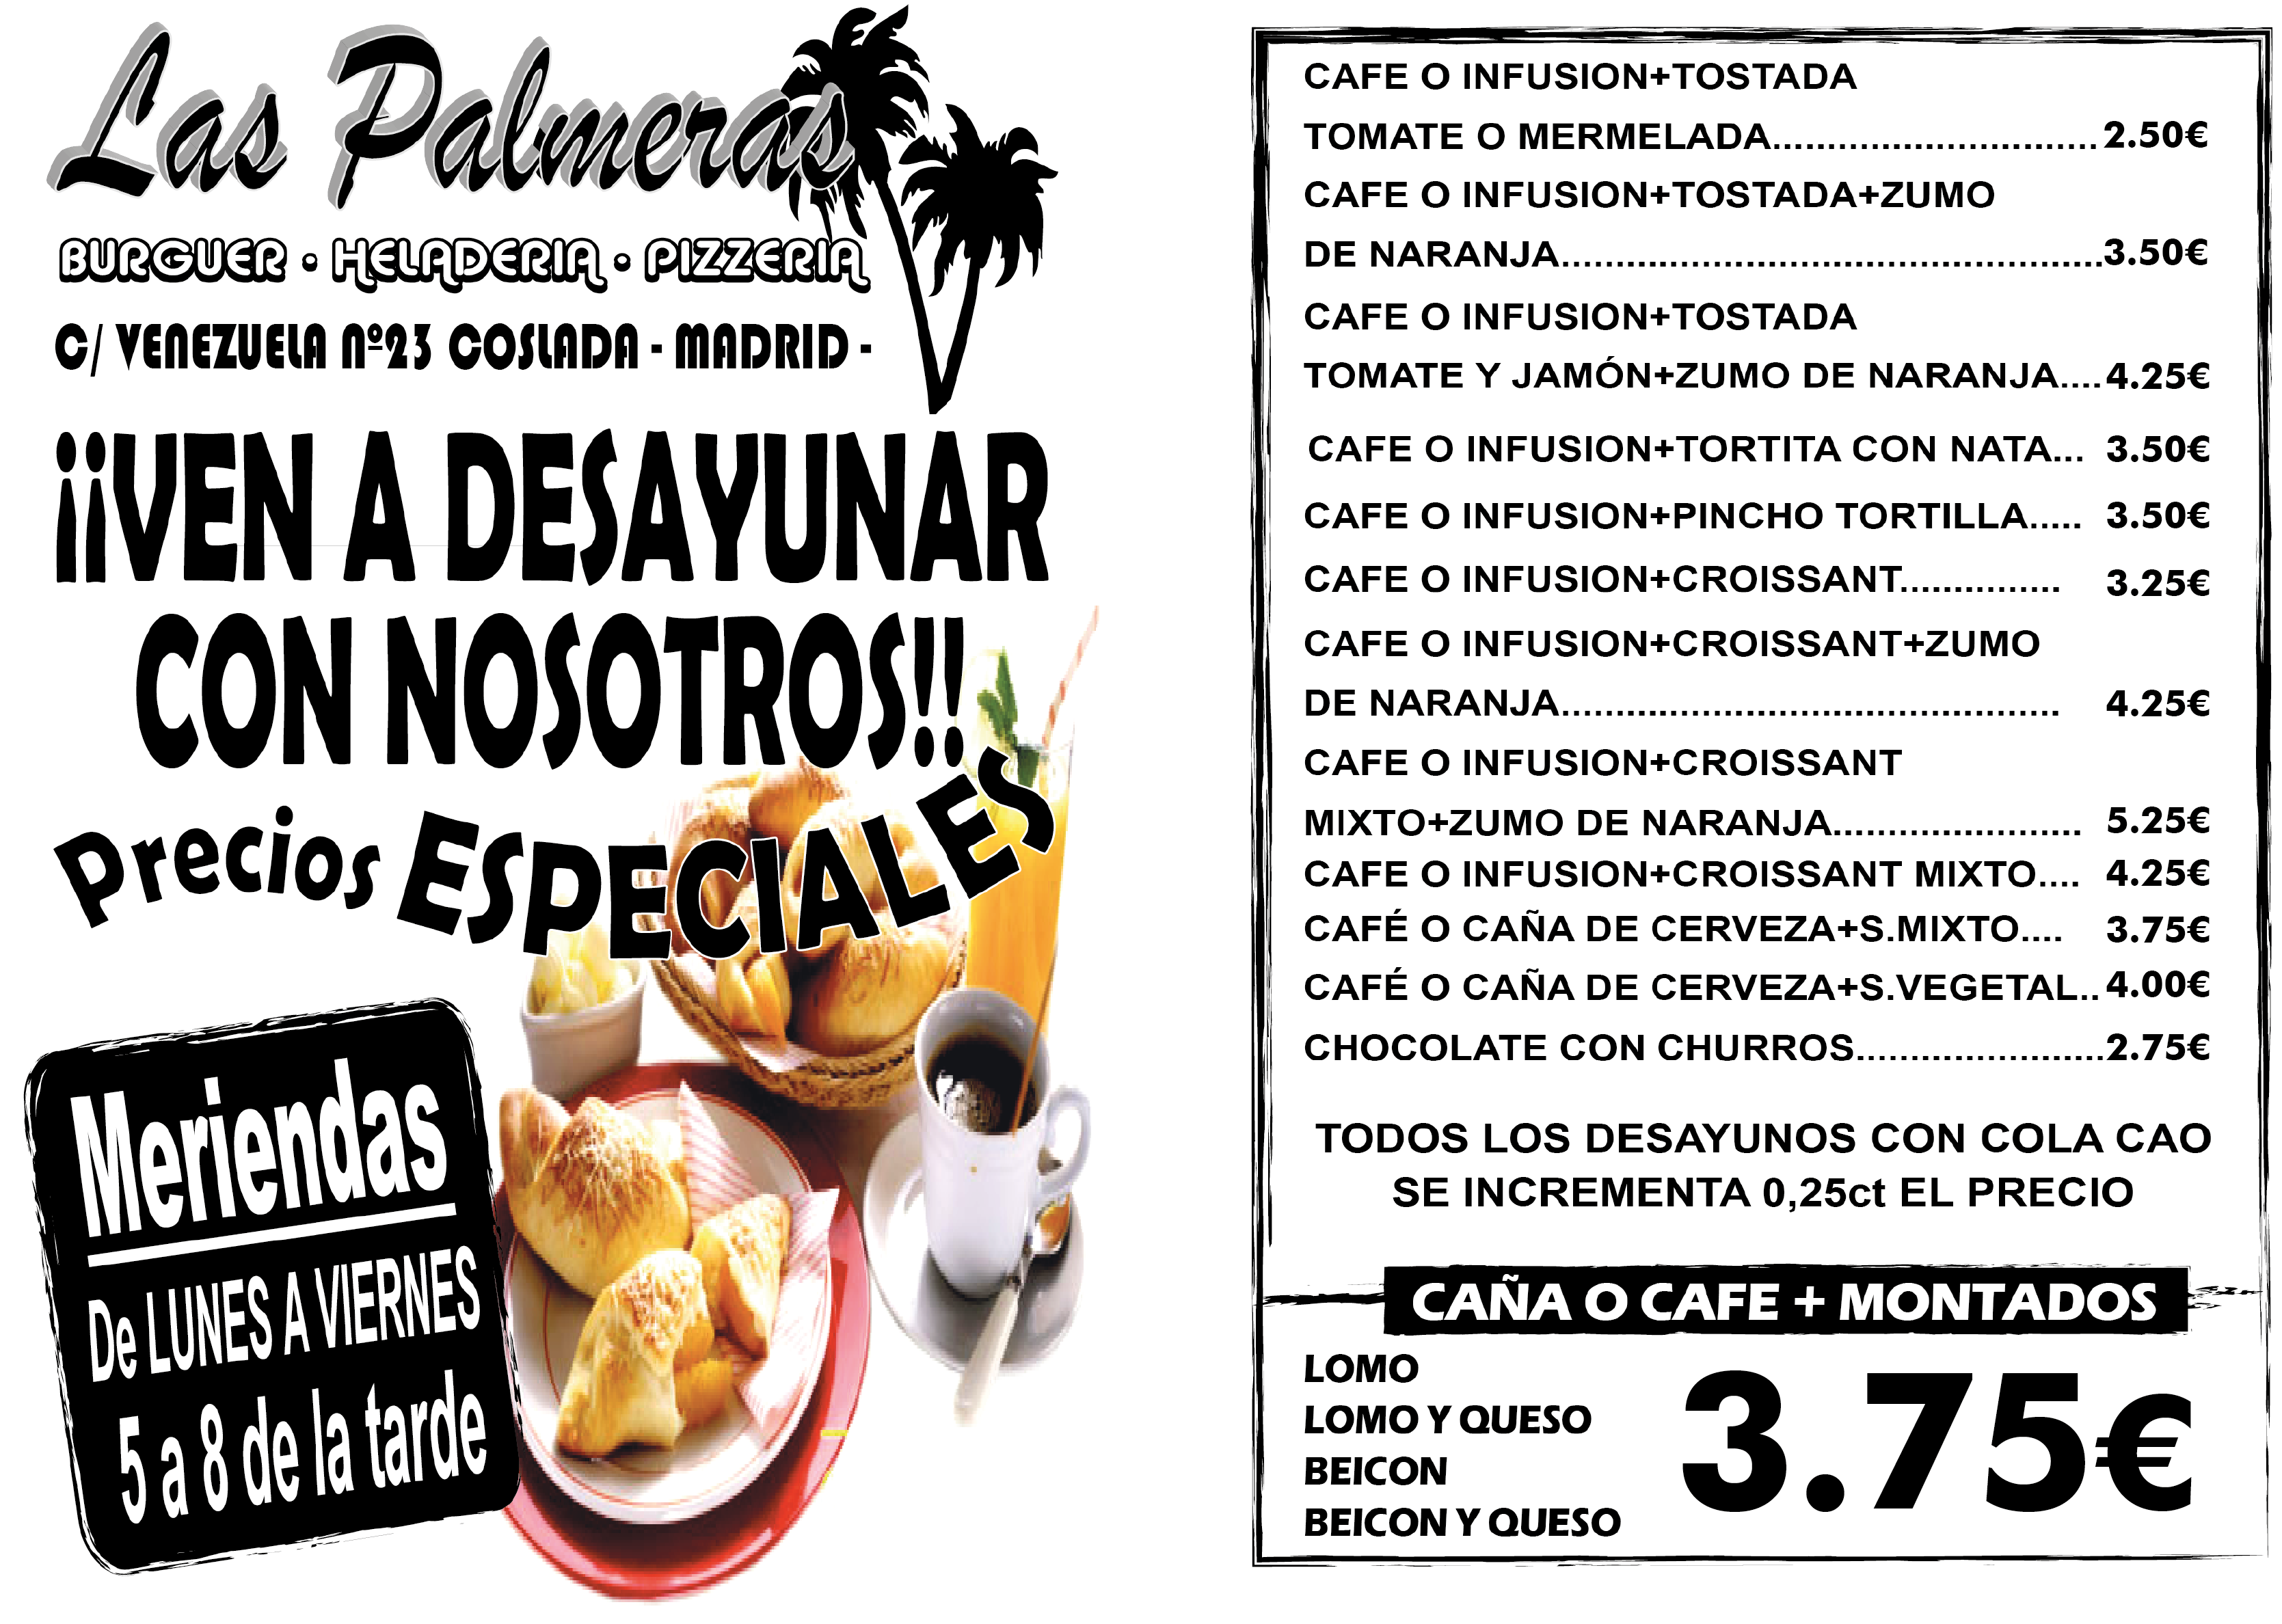 Las Palmeras
BURGUER · HELADERIA · PIZZERIA
C/ VENEZUELA Nº23 COSLADA - MADRID -
¡¡VEN A DESAYUNAR
CON NOSOTROS!!
Precios ESPECIALES
Meriendas
De LUNES A VIERNES
5 a 8 de la tarde
CAFE O INFUSION+TOSTADA
TOMATE O MERMELADA.............................. 2.50€
CAFE O INFUSION+TOSTADA+ZUMO
DE NARANJA..................................................3.50€
CAFE O INFUSION+TOSTADA
TOMATE Y JAMÓN+ZUMO DE NARANJA....4.25€
CAFE O INFUSION+TORTITA CON NATA... 3.50€
CAFE O INFUSION+PINCHO TORTILLA..... 3.50€
CAFE O INFUSION+CROISSANT............... 3.25€
CAFE O INFUSION+CROISSANT+ZUMO
DE NARANJA.............................................. 4.25€
CAFE O INFUSION+CROISSANT
MIXTO+ZUMO DE NARANJA....................... 5.25€
CAFE O INFUSION+CROISSANT MIXTO.... 4.25€
CAFÉ O CAÑA DE CERVEZA+S.MIXTO.... 3.75€
CAFÉ O CAÑA DE CERVEZA+S.VEGETAL..4.00€
CHOCOLATE CON CHURROS.......................2.75€
TODOS LOS DESAYUNOS CON COLA CAO
SE INCREMENTA 0,25ct EL PRECIO
CAÑA O CAFE + MONTADOS
LOMO
LOMO Y QUESO
BEICON
BEICON Y QUESO
3.75€